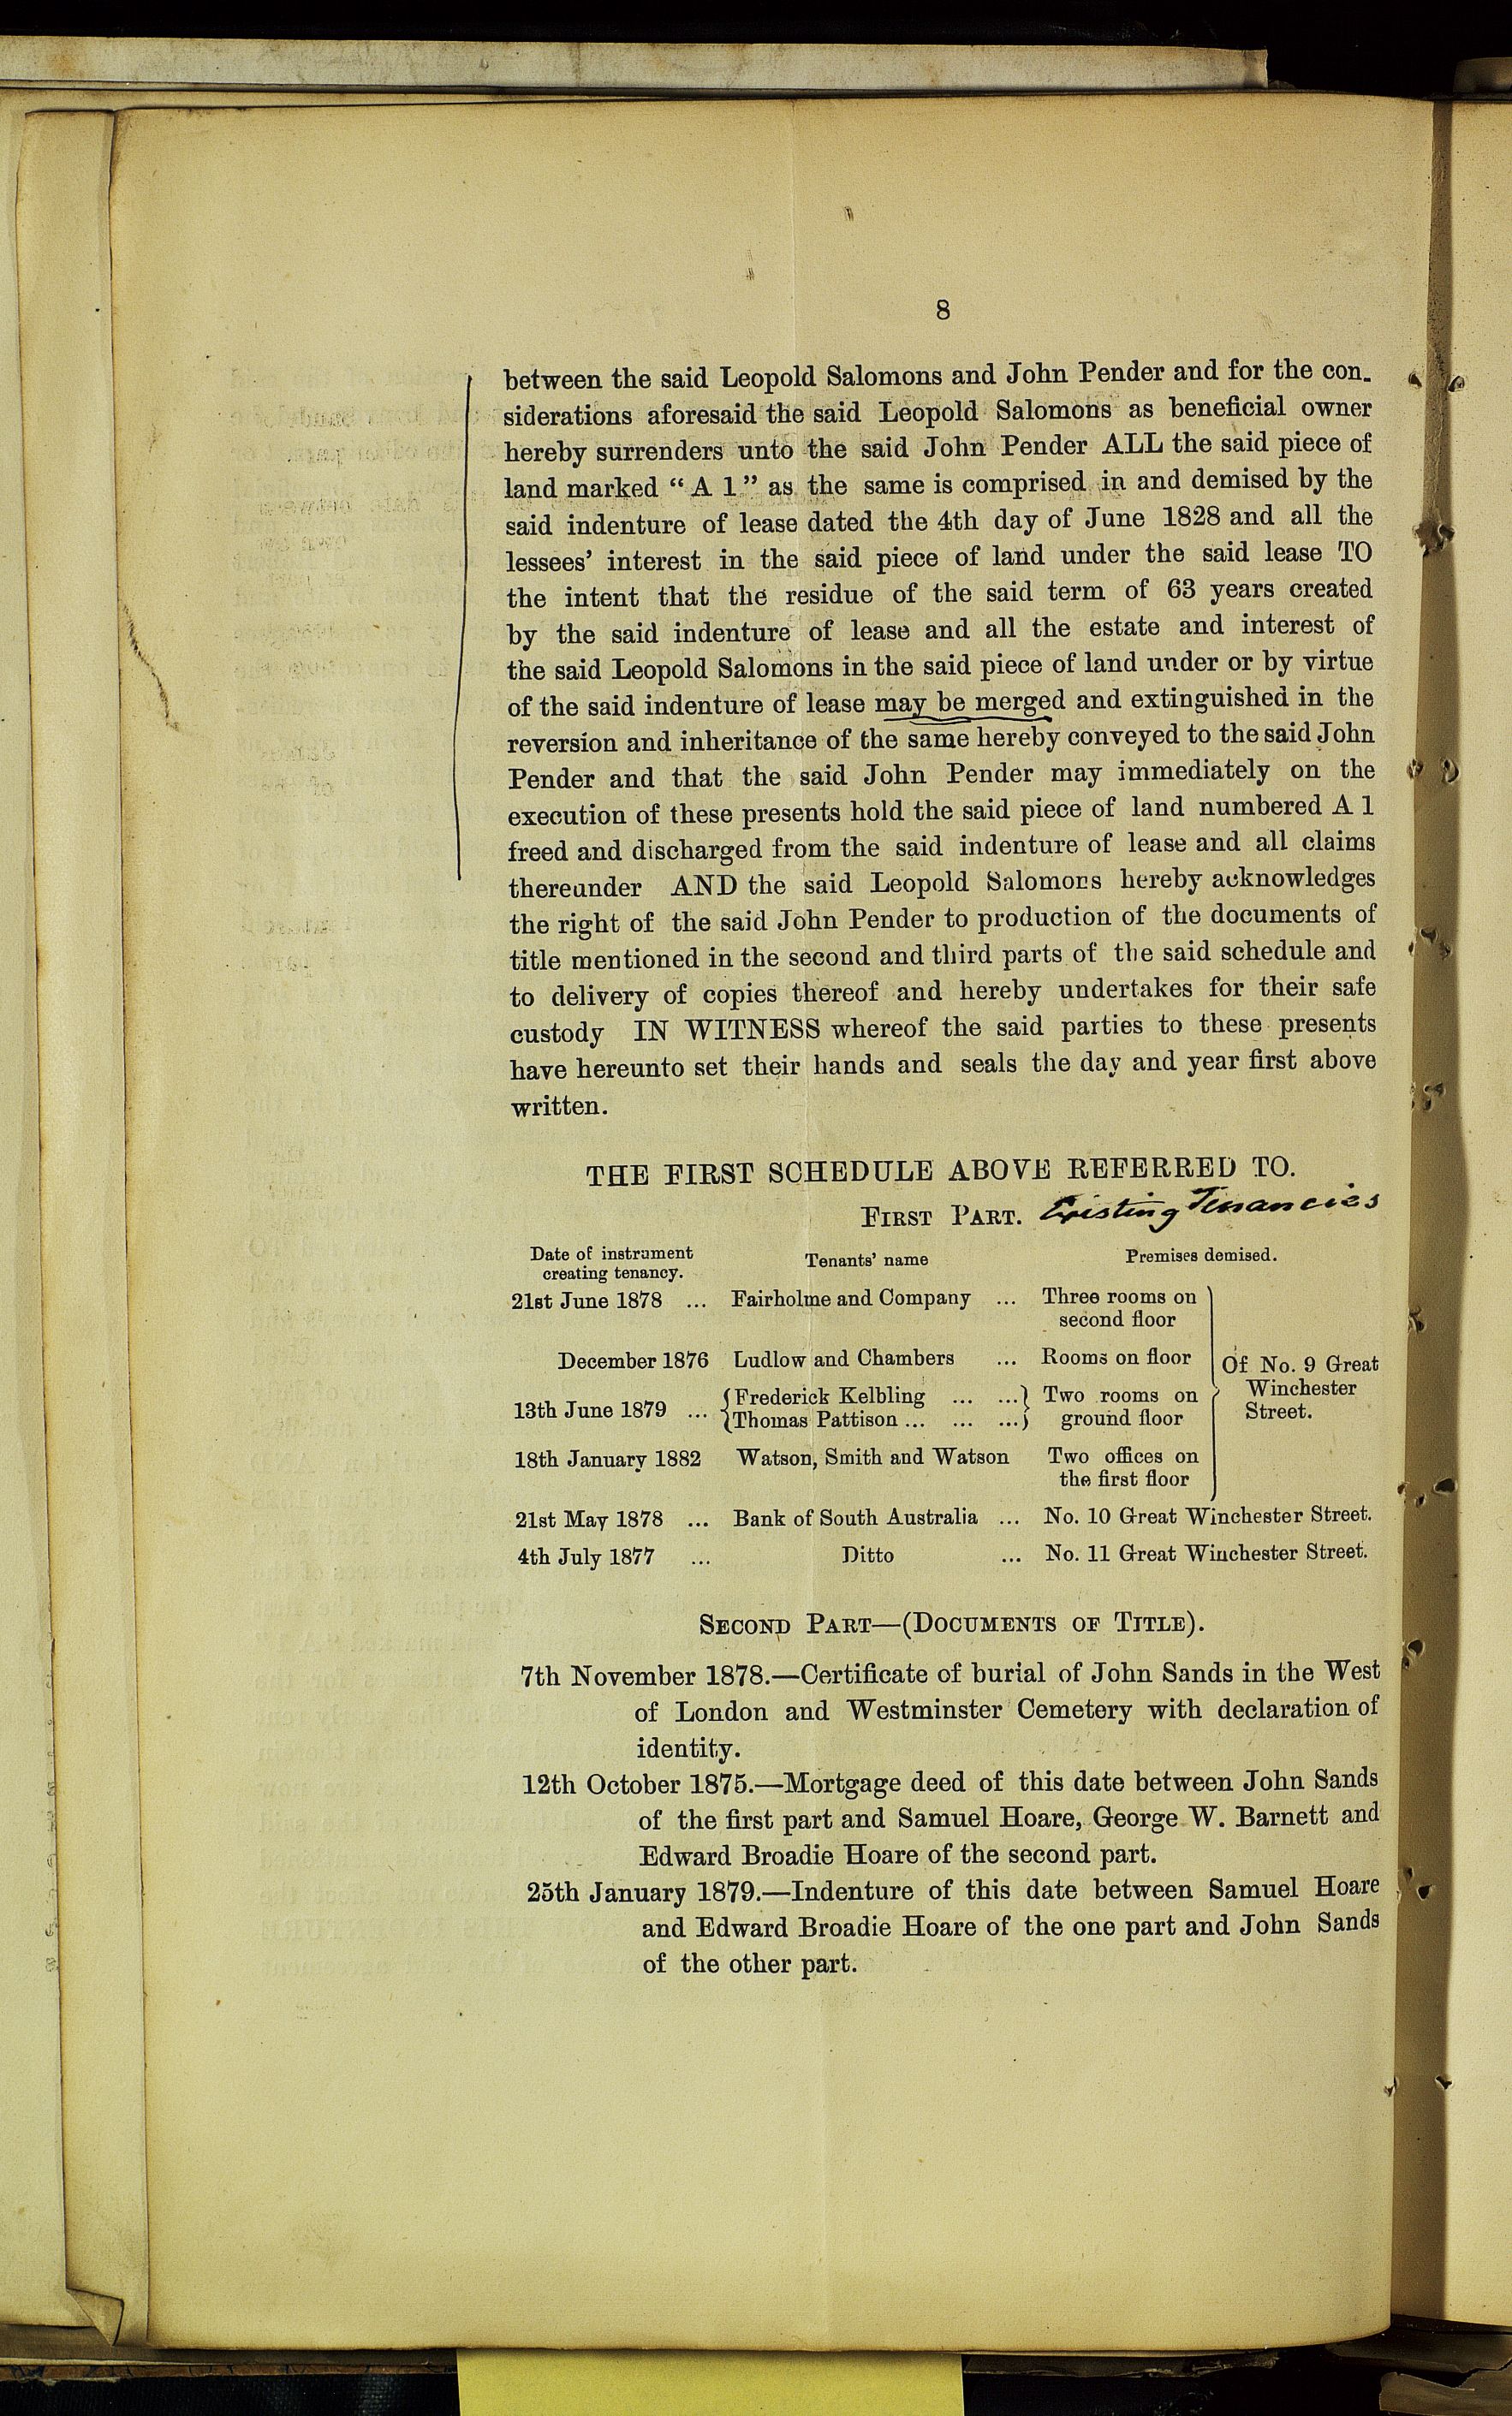 8
between the said Leopold Salomons and John Pender and for the con-
siderations aforesaid the said Leopold Salomons as beneficial owner
hereby surrenders unto the said John Pender ALL the said piece of
land marked “ A 1 ” as the same is comprised in and demised by the
said indenture of lease dated the 4th day of June 1828 and all the
lessees’ interest in the said piece of land under the said lease TO
the intent that the residue of the said term of 63 years created
by the said indenture of lease and all the estate and interest of
the said Leopold Salomons in the said piece of land under or by virtue
of the said indenture of lease may be merged and extinguished in the
reversion and inheritance of the same hereby conveyed to the said John
Pender and that the said John Pender may immediately on the
execution of these presents hold the said piece of land numbered A 1
freed and discharged from the said indenture of lease and all claims
thereunder AND the said Leopold Salomons hereby acknowledges
the right of the said John Pender to production of the documents of
title mentioned in the second and third parts of the said schedule and
to delivery of copies thereof and hereby undertakes for their safe
custody IN WITNESS whereof the said parties to these presents
have hereunto set their hands and seals the day and year first above
written.
THE FIRST SCHEDULE ABOVE REFERRED TO.
FIRST PART. Existing Tenancies
Date of instrument creating tenancy. Tenants’ name Premises demised.
21st June 1878 ... Fairholme and Company ... Three rooms on
second floor
December 1876 Ludlow and Chambers ... Rooms on floor
13th June 1879 ... {Frederick Kelbling ... ...} Two rooms on
{Thomas Pattison ... ... ...} ground floor
18th January 1882 Watson, Smith and Watson Two offices on
the first floor
Of No. 9 Great
Winchester
Street.
21st May 1878 ... Bank of South Australia ... No. 10 Great Winchester Street.
4th July 1877 ... Ditto ... No. 11 Great Winchester Street.
SECOND PART—(DOCUMENTS OF TITLE).
7th November 1878.—Certificate of burial of John Sands in the West
of London and Westminster Cemetery with declaration of
identity.
12th October 1875.—Mortgage deed of this date between John Sands
of the first part and Samuel Hoare, George W. Barnett and
Edward Broadie Hoare of the second part.
25th January 1879.—Indenture of this date between Samuel Hoare
and Edward Broadie Hoare of the one part and John Sands
of the other part.